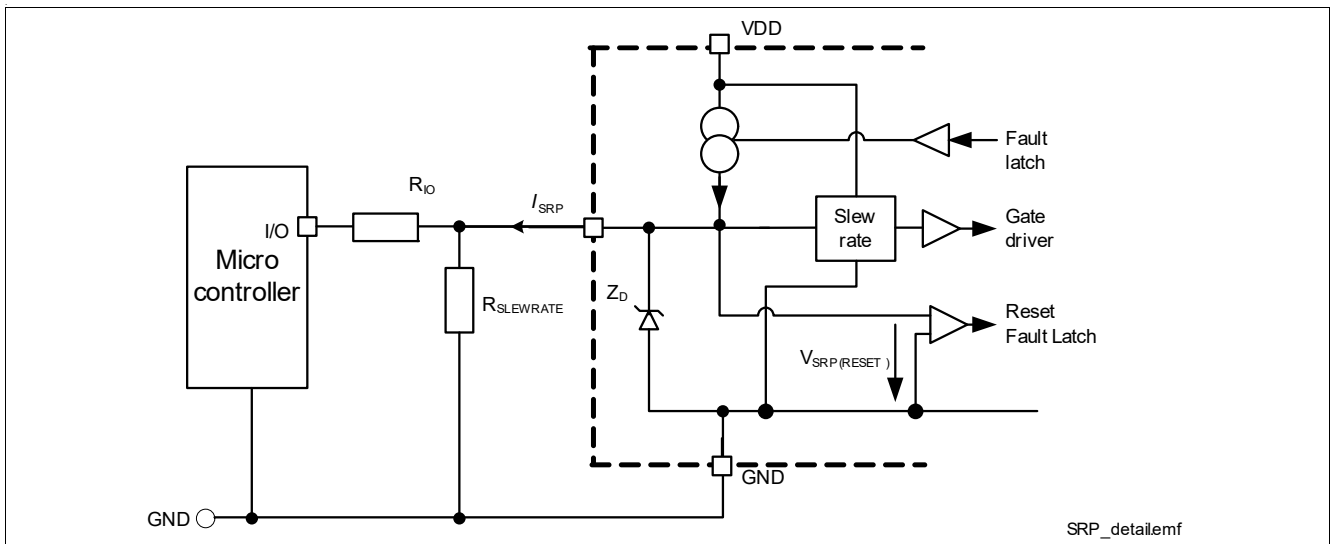 VDD
Fault
latch
R_IO
I_SRP
I/O
Micro
controller
Slew
rate
Gate
driver
Z_D
R_SLEWRATE
Reset
Fault Latch
V_SRP(RESET )
GND
GND
SRP_detail.emf